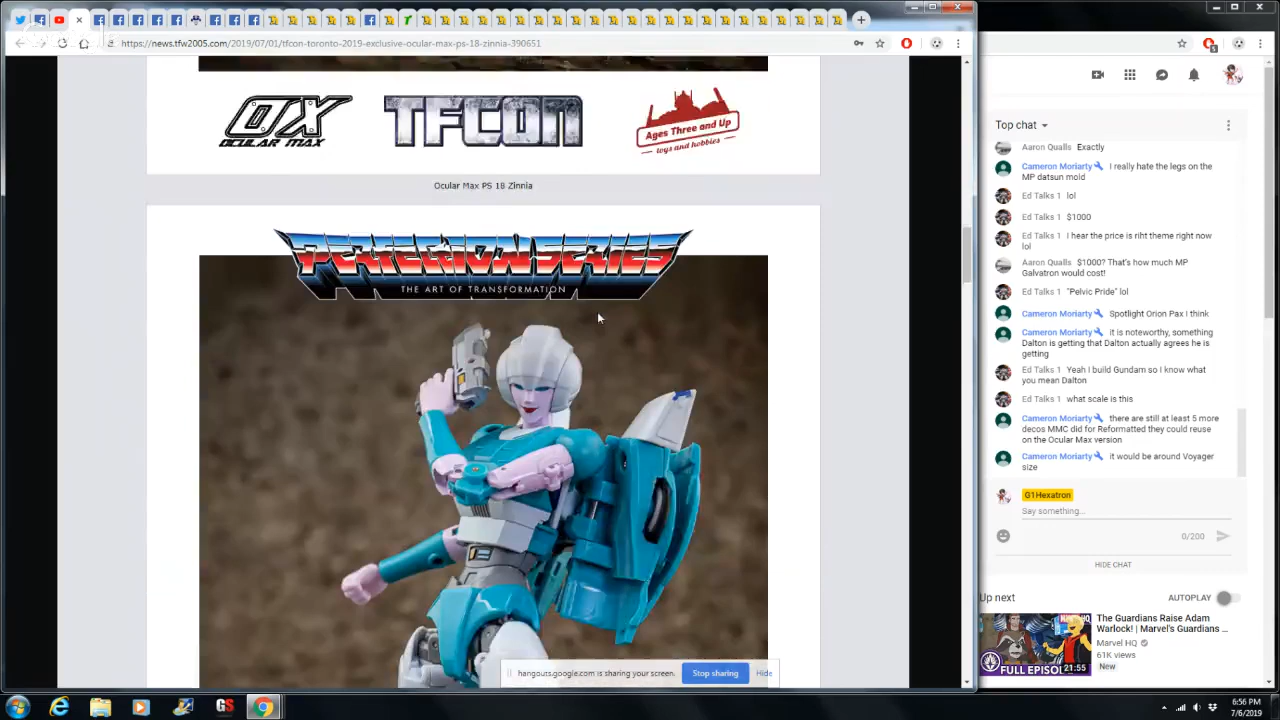 https://news.tfw2005.com/2019/07/01/tfcon-toronto-2019-exclusive-ocular-max-ps-18-zinnia-390651
OX
OCULAR MAX
TFCON
Ages Three and Up
toys and hobbies
Ocular Max PS 18 Zinnia
PERFECTION SERIES
THE ART OF TRANSFORMATION
hangouts.google.com is sharing your screen.
Stop sharing
Hide
Top chat
Aaron Qualls Exactly
Cameron Moriarty I really hate the legs on the
MP datsun mold
Ed Talks 1 lol
Ed Talks 1 $1000
Ed Talks 1 I hear the price is riht theme right now
lol
Aaron Qualls $1000? That's how much MP
Galvatron would cost!
Ed Talks 1 "Pelvic Pride" lol
Cameron Moriarty Spotlight Orion Pax I think
Cameron Moriarty it is noteworthy, something
Dalton is getting that Dalton actually agrees he is
getting
Ed Talks 1 Yeah I build Gundam so I know what
you mean Dalton
Ed Talks 1 what scale is this
Cameron Moriarty there are still at least 5 more
decos MMC did for Reformatted they could reuse
on the Ocular Max version
Cameron Moriarty it would be around Voyager
size
G1Hexatron
Say something...
0/200
HIDE CHAT
Up next
AUTOPLAY
The Guardians Raise Adam
Warlock! | Marvel's Guardians ...
Marvel HQ
61K views
New
FULL EPISOD
21:55
GS
6:56 PM
7/6/2019